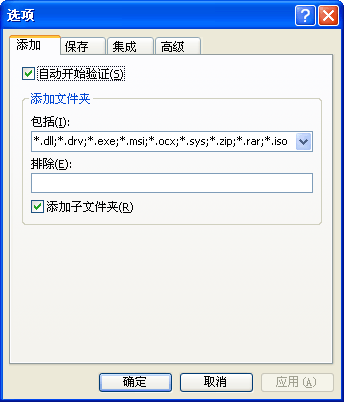 选项
添加 保存 集成 高级
自动开始验证(S)
添加文件夹
包括(I):
*.dll;*.drv;*.exe;*.msi;*.ocx;*.sys;*.zip;*.rar;*.iso
排除(E):
添加子文件夹(R)
确定 取消 应用(A)